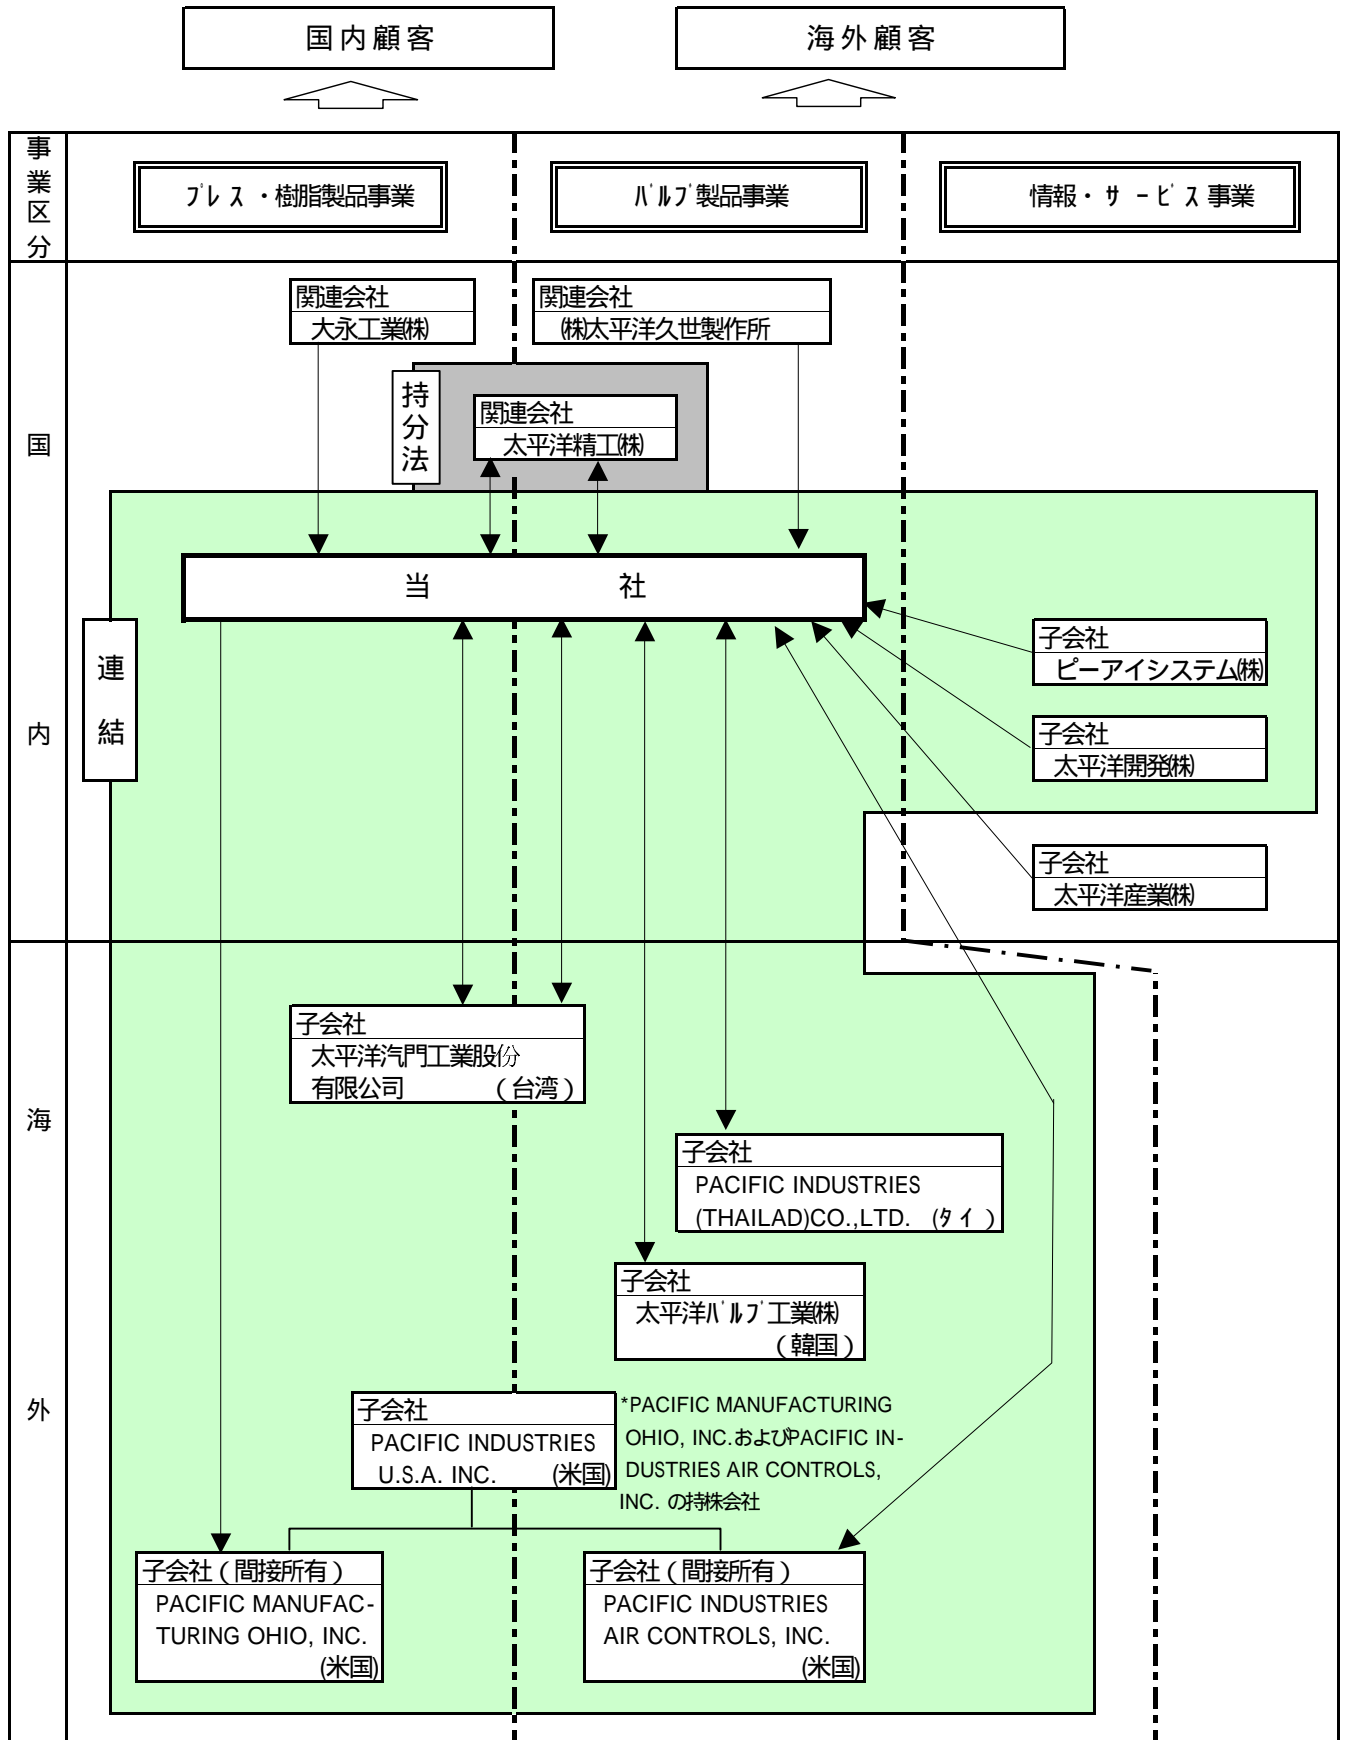 国内顧客
海外顧客
事業区分
プレス・樹脂製品事業
バルブ製品事業
情報・サービス事業
国内
関連会社
大永工業㈱
関連会社
㈱太平洋久世製作所
持分法
関連会社
太平洋精工㈱
当社
連結
子会社
ピーアイシステム㈱
子会社
太平洋開発㈱
子会社
太平洋産業㈱
海外
子会社
太平洋汽門工業股份
有限公司 (台湾)
子会社
PACIFIC INDUSTRIES
(THAILAD)CO.,LTD. (タイ)
子会社
太平洋バルブ工業㈱
(韓国)
子会社
PACIFIC INDUSTRIES
U.S.A. INC. (米国)
*PACIFIC MANUFACTURING
OHIO, INC.およびPACIFIC IN-
DUSTRIES AIR CONTROLS,
INC. の持株会社
子会社(間接所有)
PACIFIC MANUFAC-
TURING OHIO, INC.
(米国)
子会社(間接所有)
PACIFIC INDUSTRIES
AIR CONTROLS, INC.
(米国)